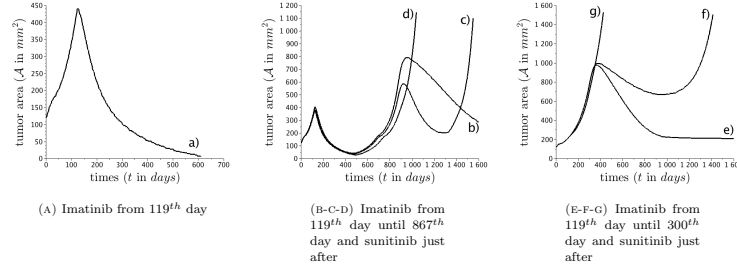 450
400
350
300
250
200
150
100
50
0
tumor area (A in mm²)
a)
0 100 200 300 400 500 600 700
times (t in days)
(A) Imatinib from 119th day
1 200
1 100
1 000
900
800
700
600
500
400
300
200
100
0
tumor area (A in mm²)
d)
c)
b)
0 200 400 600 800 1 000 1 200 1 400 1 600
times (t in days)
(B-C-D) Imatinib from
119th day until 867th
day and sunitinib just
after
1 600
1 400
1 200
1 000
800
600
400
200
0
tumor area (A in mm²)
g)
f)
e)
0 200 400 600 800 1 000 1 200 1 400 1 600
times (t in days)
(E-F-G) Imatinib from
119th day until 300th
day and sunitinib just
after